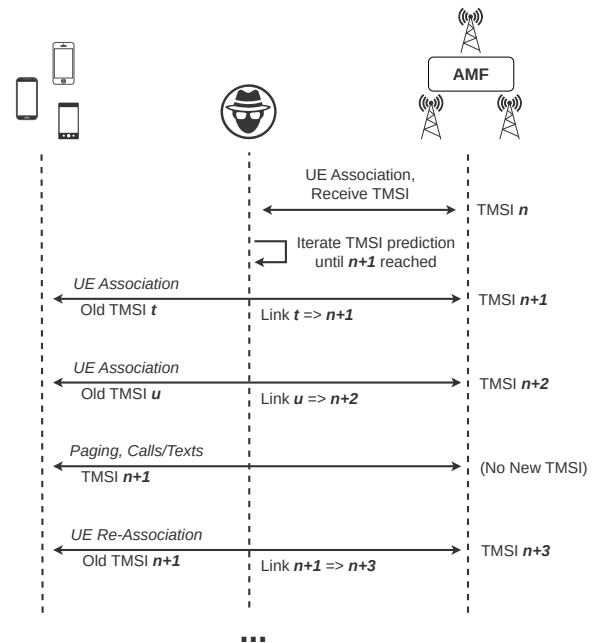 AMF
UE Association,
Receive TMSI
TMSI n
Iterate TMSI prediction
until n+1 reached
UE Association
Old TMSI t
Link t => n+1
TMSI n+1
UE Association
Old TMSI u
Link u => n+2
TMSI n+2
Paging, Calls/Texts
TMSI n+1
(No New TMSI)
UE Re-Association
Old TMSI n+1
Link n+1 => n+3
TMSI n+3
...